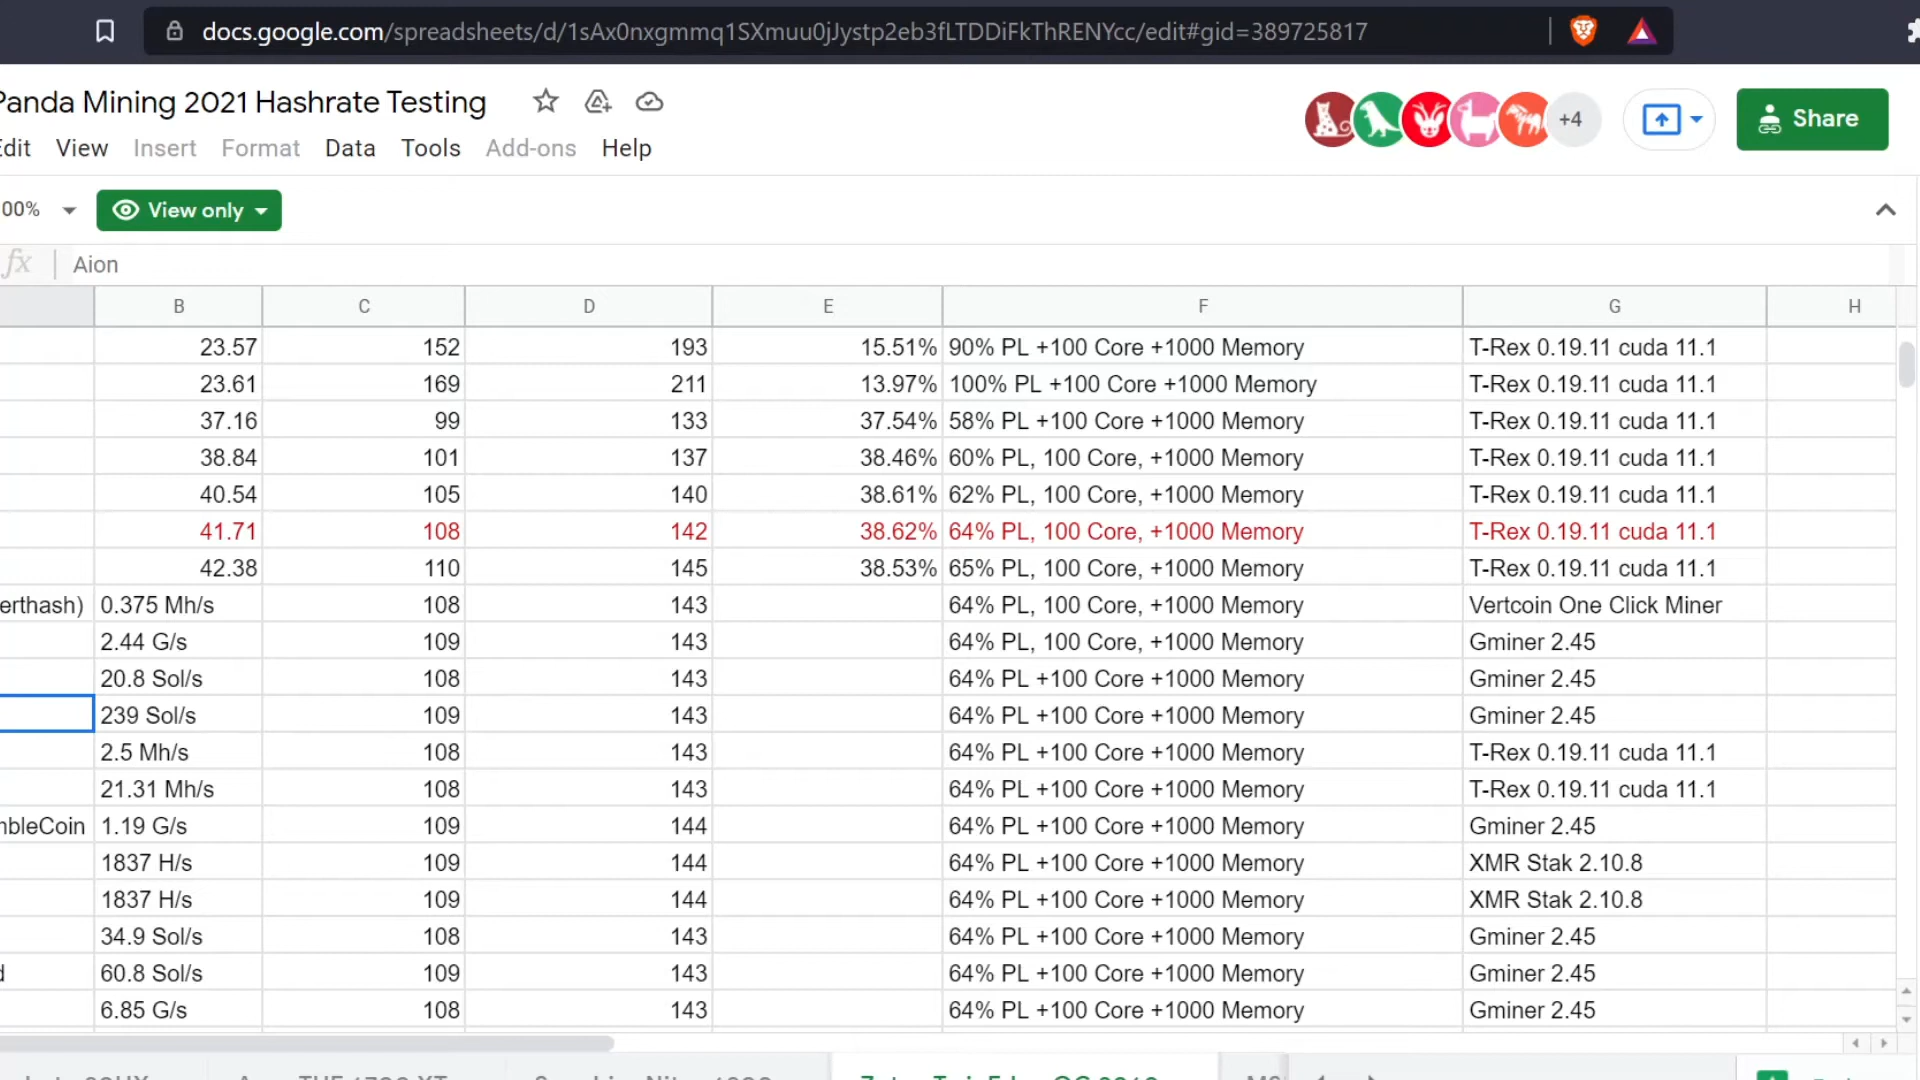 docs.google.com/spreadsheets/d/1sAx0nxgmmq1SXmuu0jJystp2eb3fLTDDiFkThRENYcc/edit#gid=389725817
Panda Mining 2021 Hashrate Testing
+4
Share
Edit View Insert Format Data Tools Add-ons Help
00% View only
fx Aion
B C D E F G H
23.57 152 193 15.51% 90% PL +100 Core +1000 Memory T-Rex 0.19.11 cuda 11.1
23.61 169 211 13.97% 100% PL +100 Core +1000 Memory T-Rex 0.19.11 cuda 11.1
37.16 99 133 37.54% 58% PL +100 Core +1000 Memory T-Rex 0.19.11 cuda 11.1
38.84 101 137 38.46% 60% PL, 100 Core, +1000 Memory T-Rex 0.19.11 cuda 11.1
40.54 105 140 38.61% 62% PL, 100 Core, +1000 Memory T-Rex 0.19.11 cuda 11.1
41.71 108 142 38.62% 64% PL, 100 Core, +1000 Memory T-Rex 0.19.11 cuda 11.1
42.38 110 145 38.53% 65% PL, 100 Core, +1000 Memory T-Rex 0.19.11 cuda 11.1
erthash) 0.375 Mh/s 108 143 64% PL, 100 Core, +1000 Memory Vertcoin One Click Miner
2.44 G/s 109 143 64% PL, 100 Core, +1000 Memory Gminer 2.45
20.8 Sol/s 108 143 64% PL +100 Core +1000 Memory Gminer 2.45
239 Sol/s 109 143 64% PL +100 Core +1000 Memory Gminer 2.45
2.5 Mh/s 108 143 64% PL +100 Core +1000 Memory T-Rex 0.19.11 cuda 11.1
21.31 Mh/s 108 143 64% PL +100 Core +1000 Memory T-Rex 0.19.11 cuda 11.1
mbleCoin 1.19 G/s 109 144 64% PL +100 Core +1000 Memory Gminer 2.45
1837 H/s 109 144 64% PL +100 Core +1000 Memory XMR Stak 2.10.8
1837 H/s 109 144 64% PL +100 Core +1000 Memory XMR Stak 2.10.8
34.9 Sol/s 108 143 64% PL +100 Core +1000 Memory Gminer 2.45
d 60.8 Sol/s 109 143 64% PL +100 Core +1000 Memory Gminer 2.45
6.85 G/s 108 143 64% PL +100 Core +1000 Memory Gminer 2.45